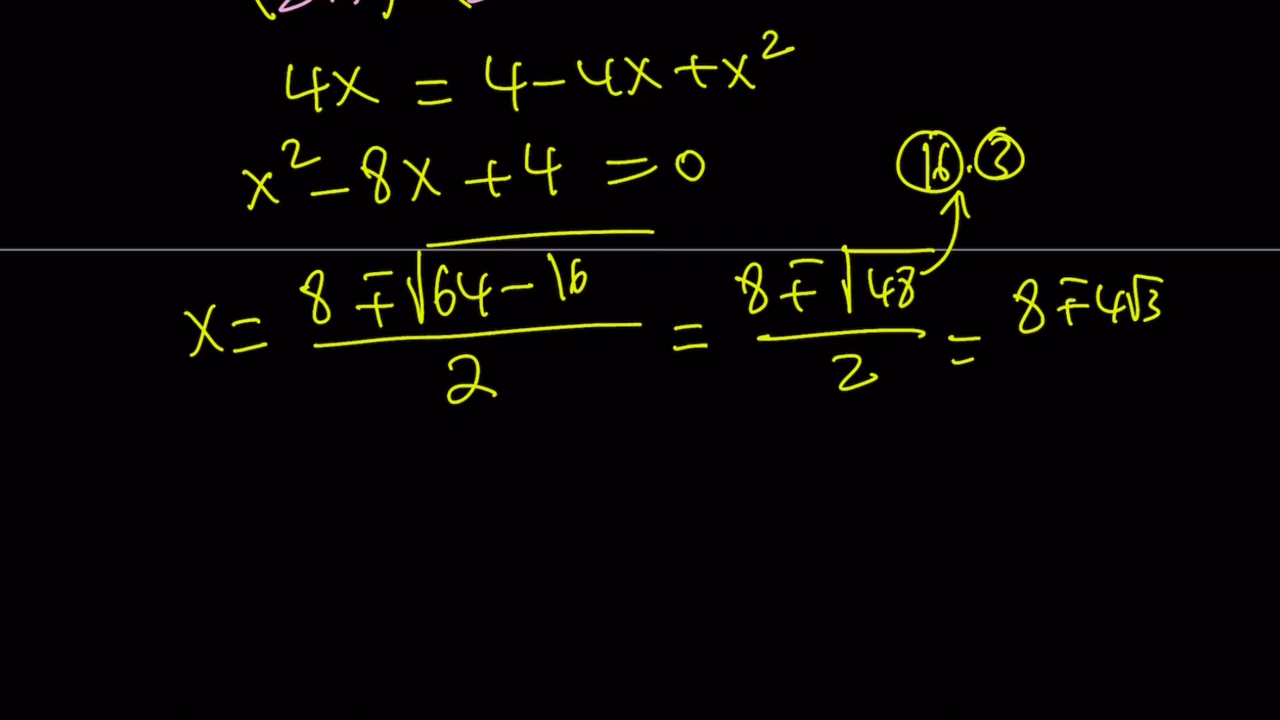 4x = 4 - 4x + x²
x² - 8x + 4 = 0
16 · 3
x = (8 ∓ √(64 - 16))/2 = (8 ∓ √48)/2 = 8 ∓ 4√3